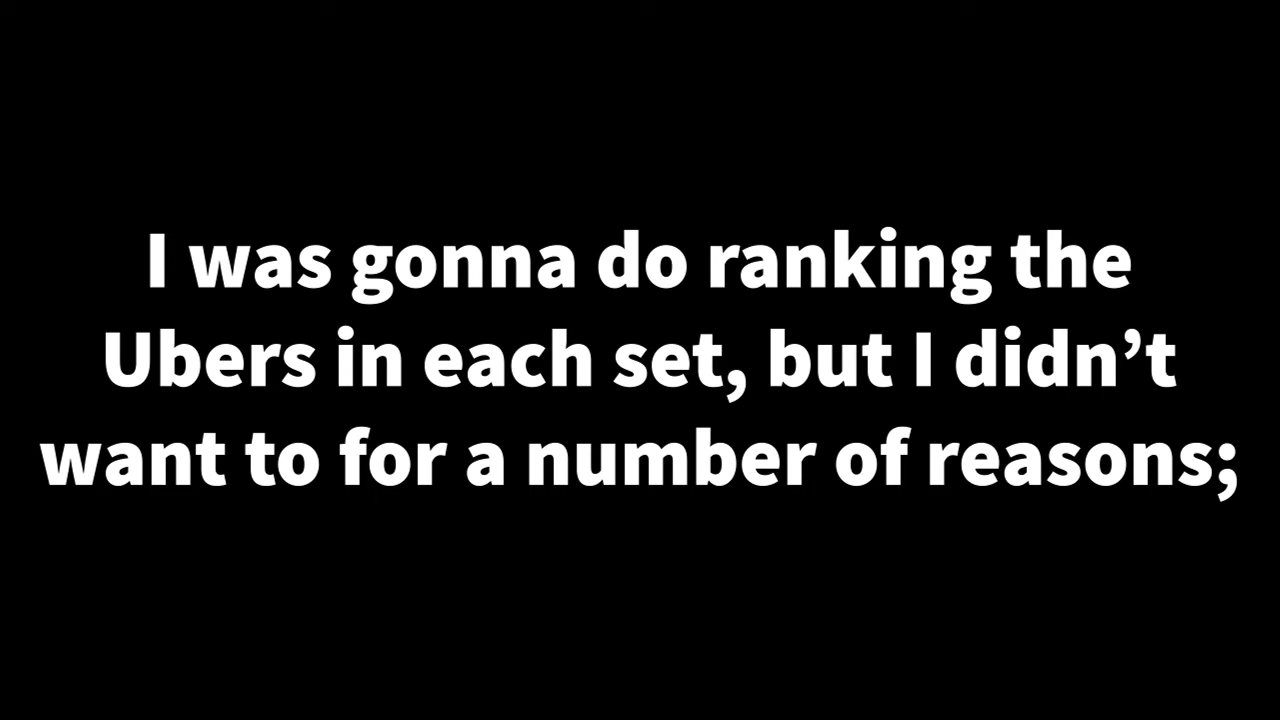 I was gonna do ranking the
Ubers in each set, but I didn’t
want to for a number of reasons;